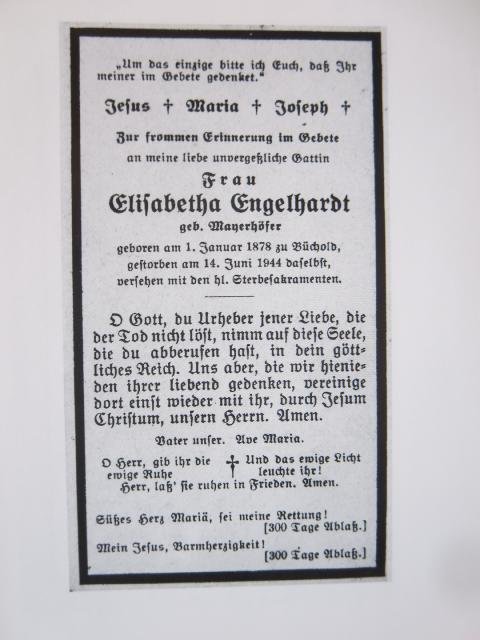 „Um das einzige bitte ich Euch, daß Ihr
meiner im Gebete gedenket.“
Jesus † Maria † Joseph †
Zur frommen Erinnerung im Gebete
an meine liebe unvergeßliche Gattin
Frau
Elisabetha Engelhardt
geb. Mayerhöfer
geboren am 1. Januar 1878 zu Büchold,
gestorben am 14. Juni 1944 daselbst,
versehen mit den hl. Sterbesakramenten.
O Gott, du Urheber jener Liebe, die
der Tod nicht löst, nimm auf diese Seele,
die du abberufen hast, in dein gött-
liches Reich. Uns aber, die wir hienie-
den ihrer liebend gedenken, vereinige
dort einst wieder mit ihr, durch Jesum
Christum, unsern Herrn. Amen.
Vater unser. Ave Maria.
O Herr, gib ihr die † Und das ewige Licht
ewige Ruhe leuchte ihr!
Herr, laß' sie ruhen in Frieden. Amen.
Süßes Herz Mariä, sei meine Rettung!
[300 Tage Ablaß.]
Mein Jesus, Barmherzigkeit!
[300 Tage Ablaß.]